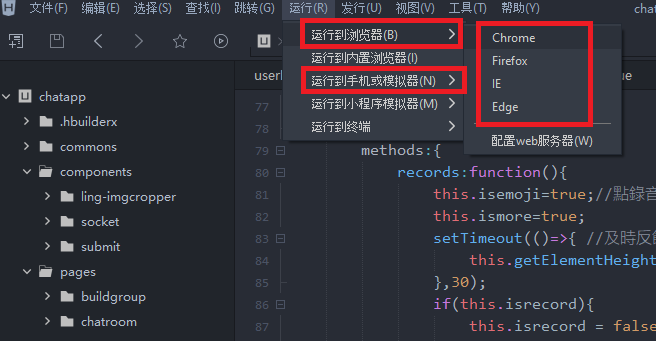 H 编辑(E) 选择(S) 查找(I) 跳转(G) 运行(R) 发行(U) 视图(V) 工具(T) 帮助(Y) chat
运行到浏览器(B)
运行到内置浏览器(I)
运行到手机或模拟器(N)
运行到小程序模拟器(M)
运行到终端
Chrome
Firefox
IE
Edge
配置web服务器(W)
chatapp
.hbuilderx
commons
components
ling-imgcropper
socket
submit
pages
buildgroup
chatroom
user
ue
77
78
79 methods:{
80 records:function(){
81 this.isemoji=true;//點錄音
82 this.ismore=true;
83 setTimeout(()=>{ //及時反
84 this.getElementHeight
85 },30);
86 if(this.isrecord){
87 this.isrecord = false